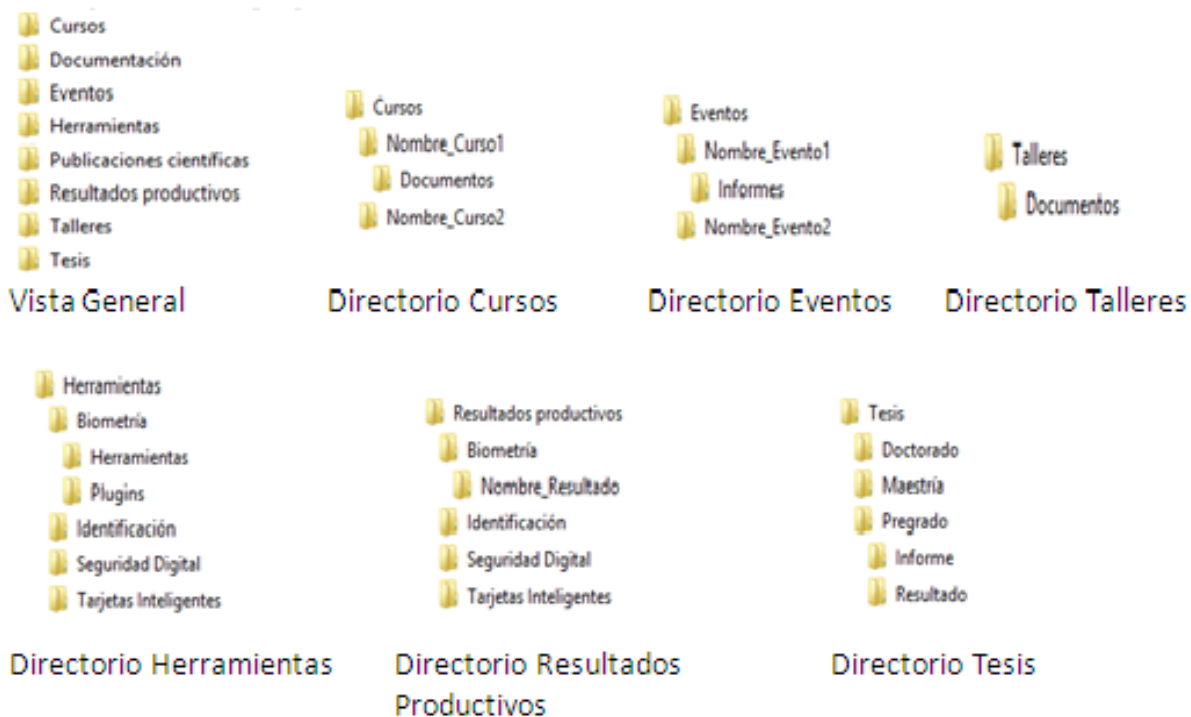 Cursos
Documentación
Eventos
Herramientas
Publicaciones científicas
Resultados productivos
Talleres
Tesis
Vista General
Cursos
Nombre_Curso1
Documentos
Nombre_Curso2
Directorio Cursos
Eventos
Nombre_Evento1
Informes
Nombre_Evento2
Directorio Eventos
Talleres
Documentos
Directorio Talleres
Herramientas
Biometría
Herramientas
Plugins
Identificación
Seguridad Digital
Tarjetas Inteligentes
Directorio Herramientas
Resultados productivos
Biometría
Nombre_Resultado
Identificación
Seguridad Digital
Tarjetas Inteligentes
Directorio Resultados
Productivos
Tesis
Doctorado
Maestría
Pregrado
Informe
Resultado
Directorio Tesis